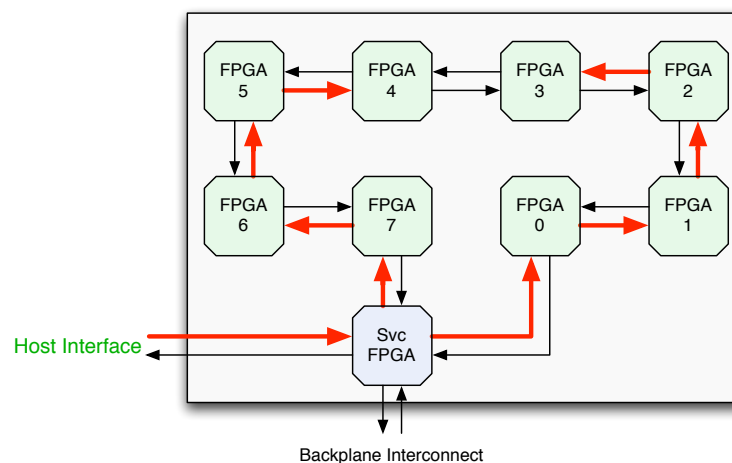 FPGA
5
FPGA
4
FPGA
3
FPGA
2
FPGA
6
FPGA
7
FPGA
0
FPGA
1
Svc
FPGA
Host Interface
Backplane Interconnect